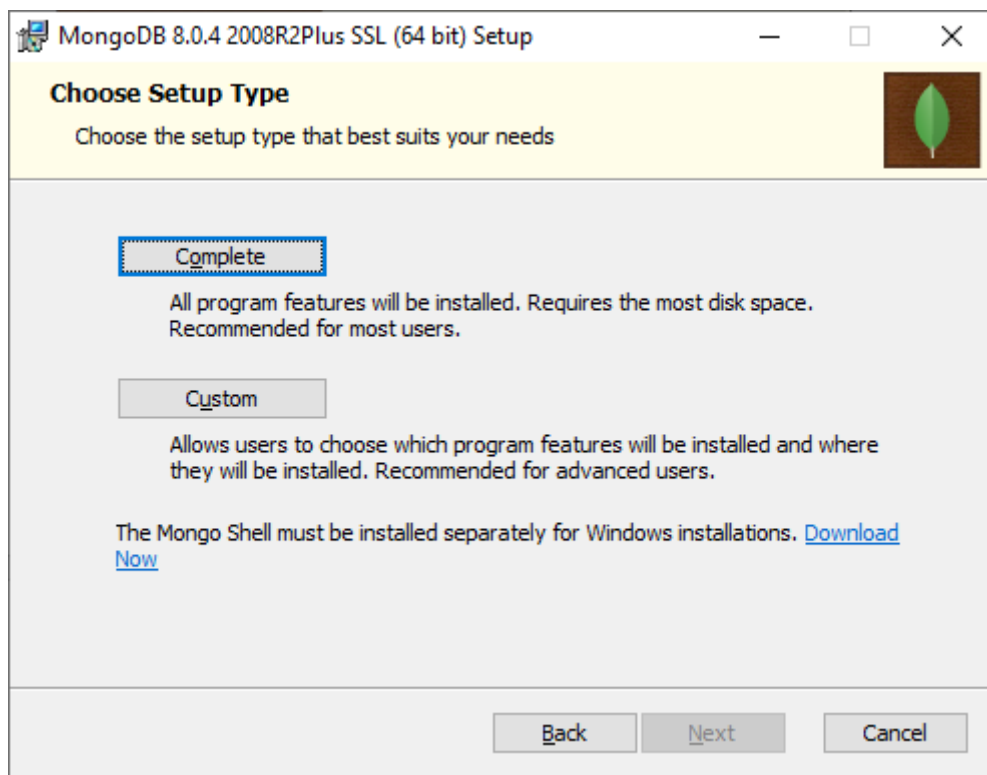 MongoDB 8.0.4 2008R2Plus SSL (64 bit) Setup
Choose Setup Type
Choose the setup type that best suits your needs
Complete
All program features will be installed. Requires the most disk space.
Recommended for most users.
Custom
Allows users to choose which program features will be installed and where
they will be installed. Recommended for advanced users.
The Mongo Shell must be installed separately for Windows installations. Download
Now
Back
Next
Cancel